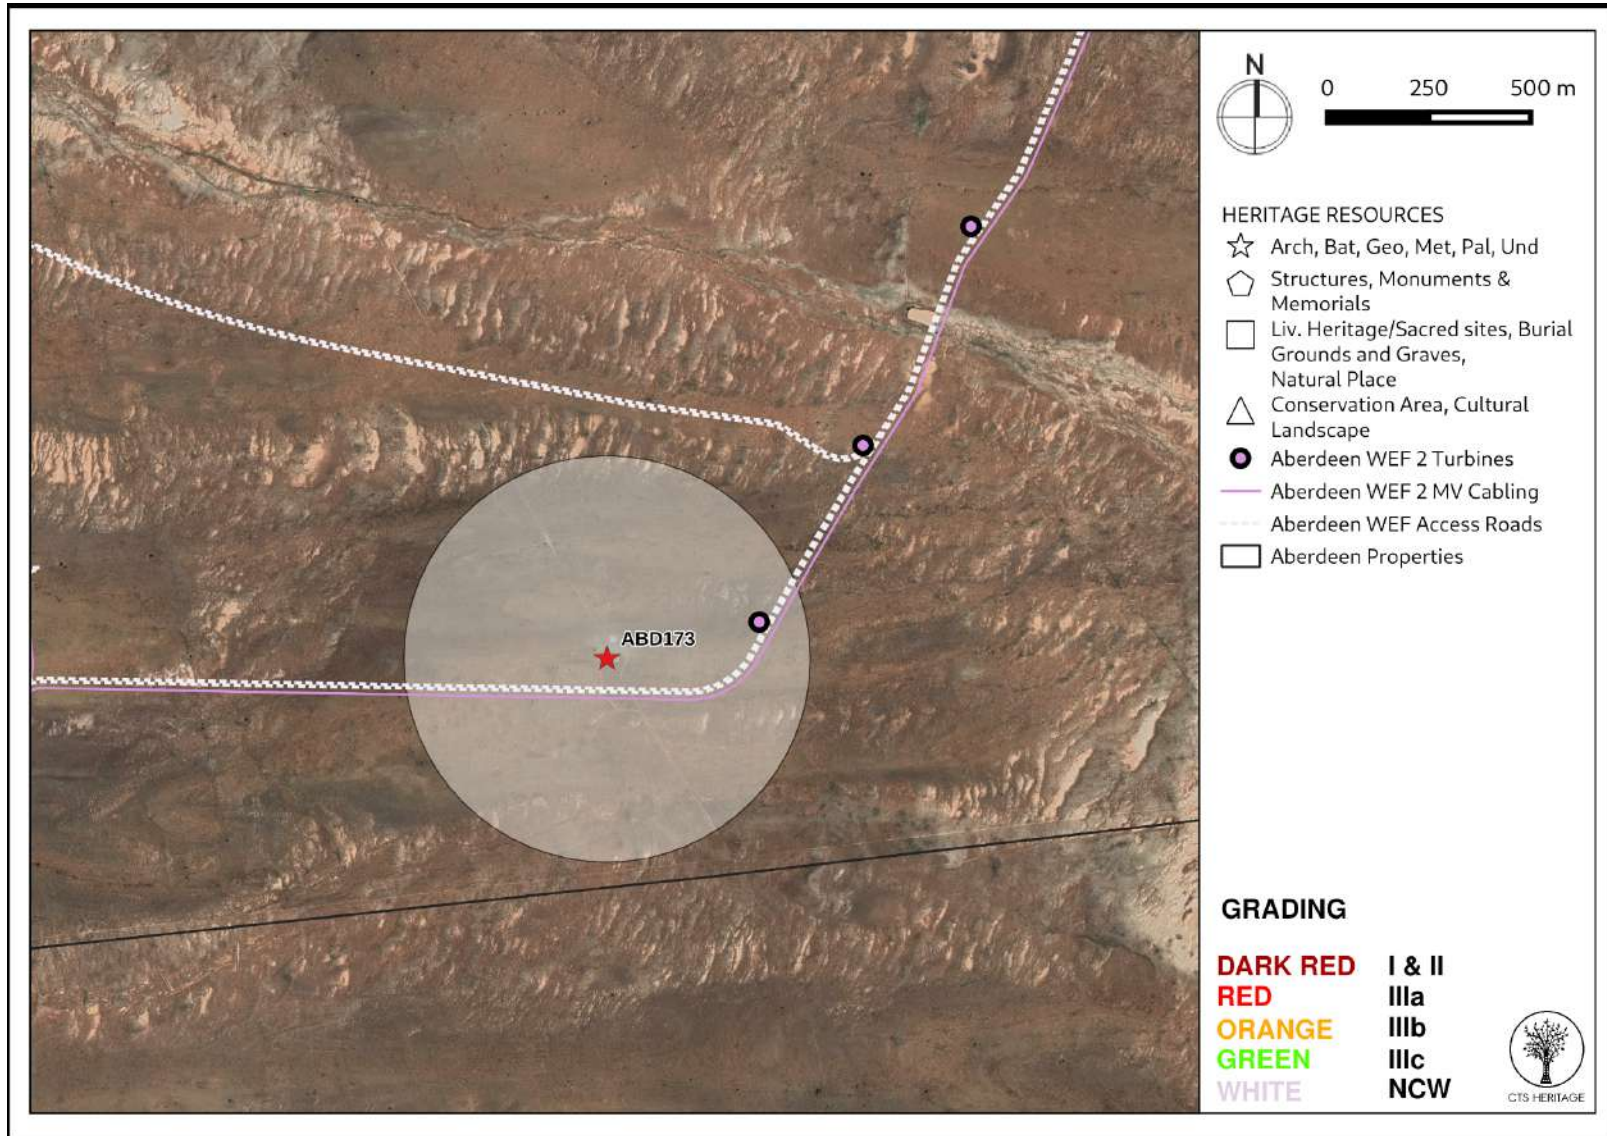 N
0 250 500 m
HERITAGE RESOURCES
Arch, Bat, Geo, Met, Pal, Und
Structures, Monuments &
Memorials
Liv. Heritage/Sacred sites, Burial
Grounds and Graves,
Natural Place
Conservation Area, Cultural
Landscape
Aberdeen WEF 2 Turbines
Aberdeen WEF 2 MV Cabling
Aberdeen WEF Access Roads
Aberdeen Properties
ABD173
GRADING
DARK RED I & II
RED IIIa
ORANGE IIIb
GREEN IIIc
WHITE NCW
CTS HERITAGE